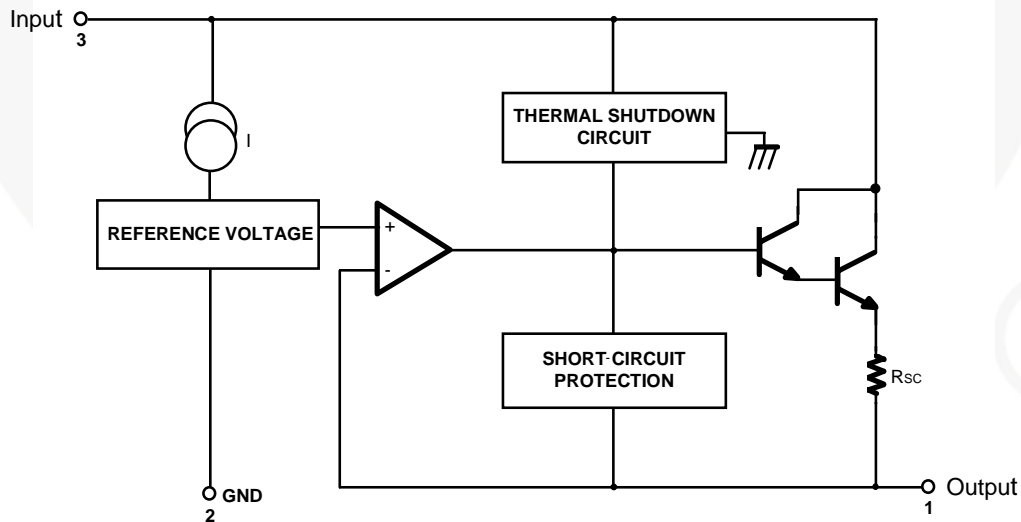 Input
3
THERMAL SHUTDOWN
CIRCUIT
I
REFERENCE VOLTAGE
+
-
SHORT-CIRCUIT
PROTECTION
Rsc
GND
2
Output
1